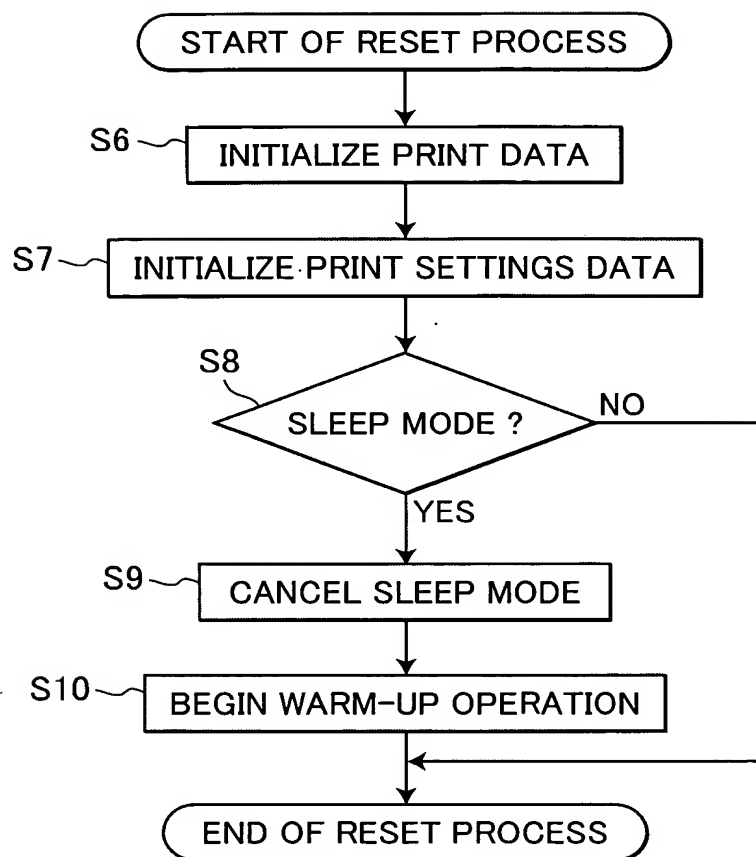 START OF RESET PROCESS
S6
INITIALIZE PRINT DATA
S7
INITIALIZE PRINT SETTINGS DATA
S8
SLEEP MODE ?
NO
YES
S9
CANCEL SLEEP MODE
S10
BEGIN WARM-UP OPERATION
END OF RESET PROCESS